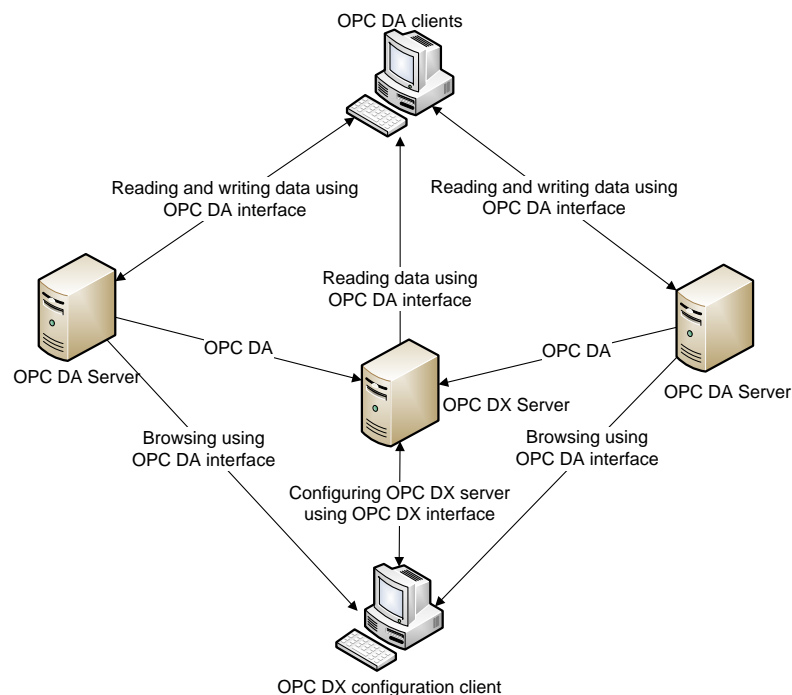 OPC DA clients
Reading and writing data using
OPC DA interface
Reading and writing data using
OPC DA interface
Reading data using
OPC DA interface
OPC DA
OPC DA
OPC DA Server
OPC DX Server
OPC DA Server
Browsing using
OPC DA interface
Browsing using
OPC DA interface
Configuring OPC DX server
using OPC DX interface
OPC DX configuration client